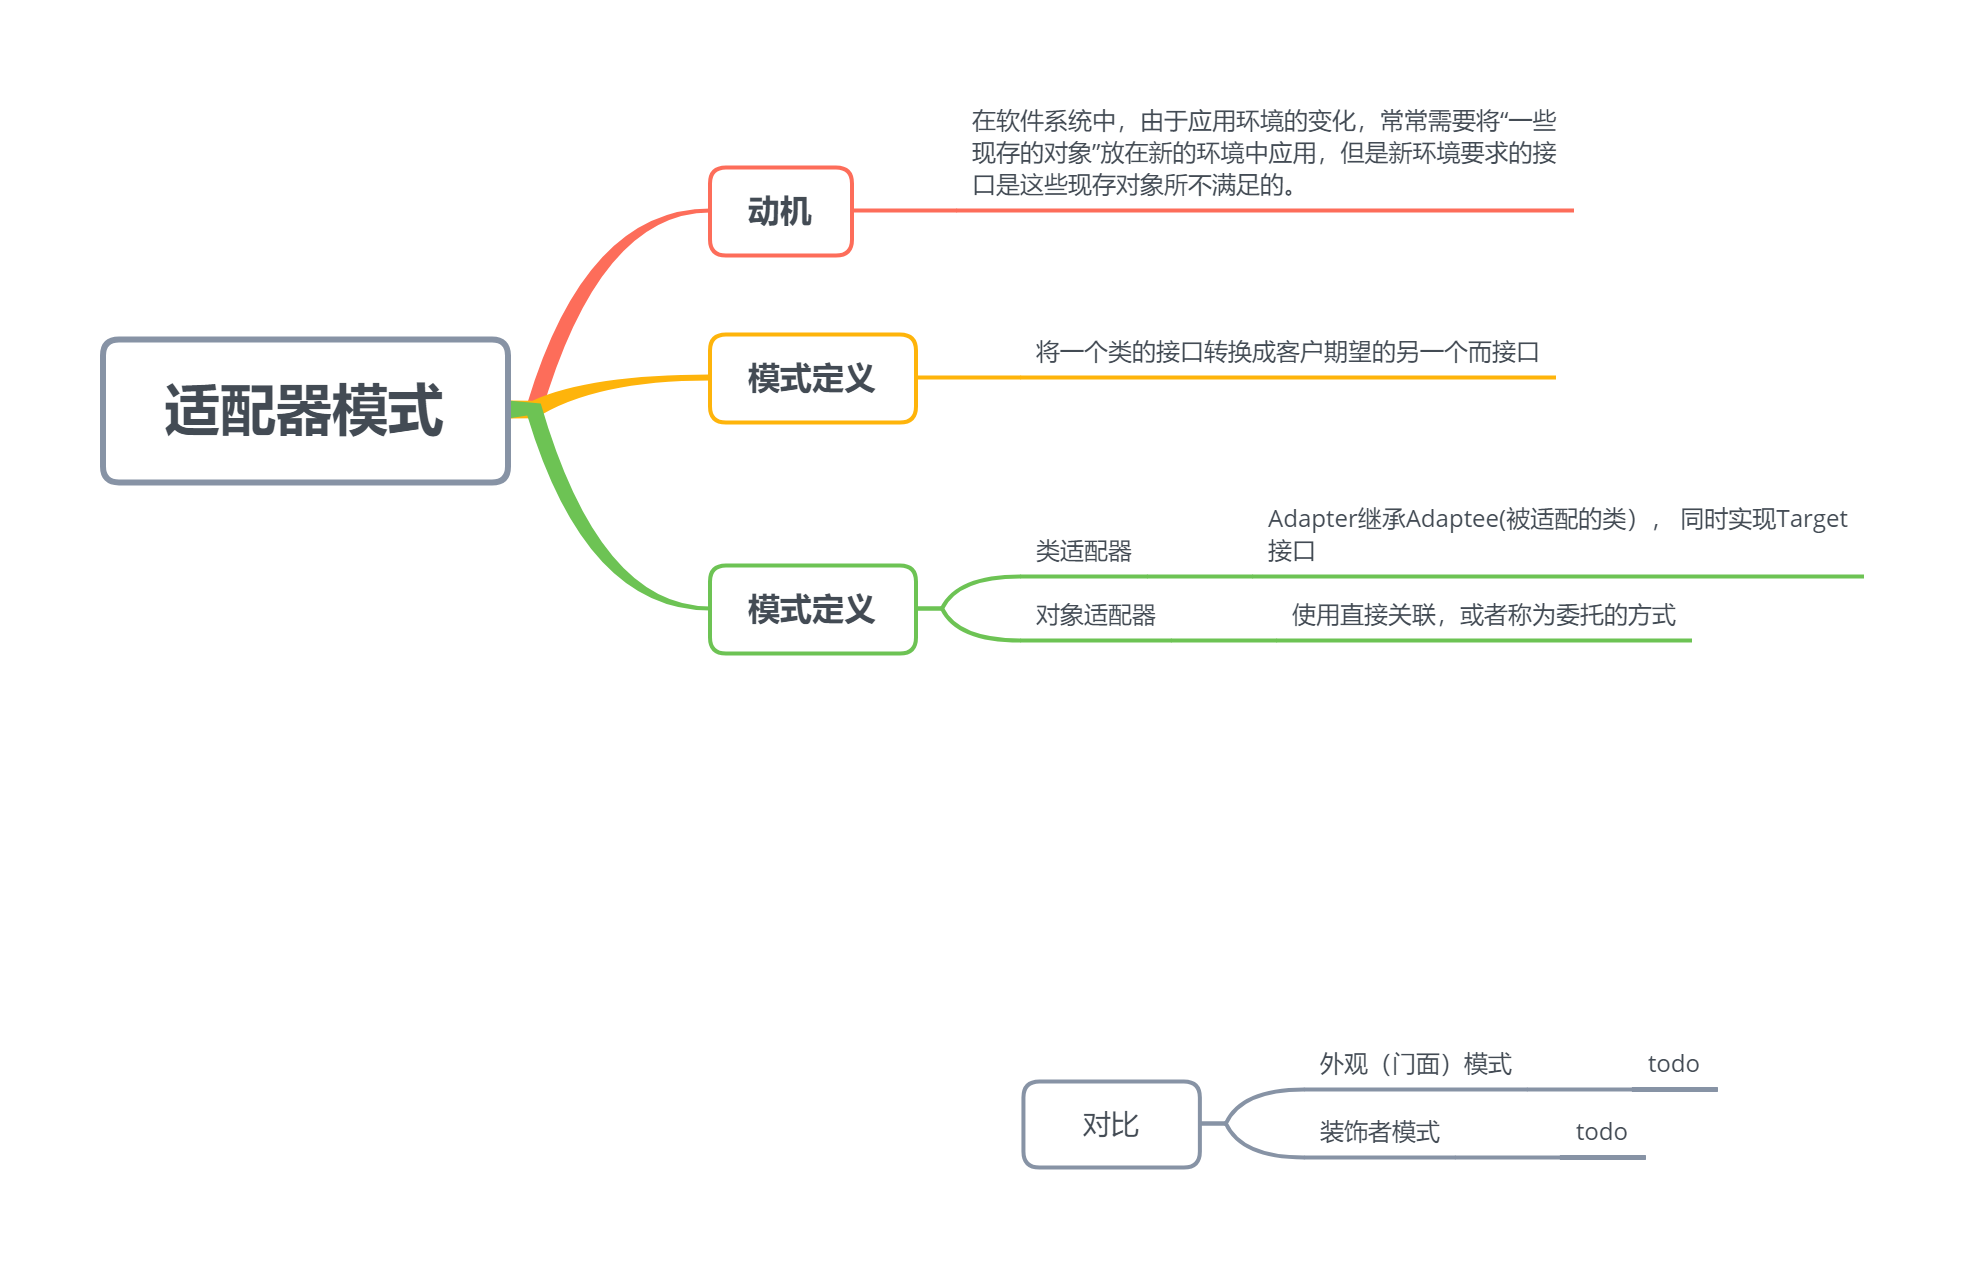 适配器模式
动机
在软件系统中，由于应用环境的变化，常常需要将“一些
现存的对象”放在新的环境中应用，但是新环境要求的接
口是这些现存对象所不满足的。
模式定义
将一个类的接口转换成客户期望的另一个而接口
模式定义
类适配器
Adapter继承Adaptee(被适配的类），  同时实现Target
接口
对象适配器
使用直接关联，或者称为委托的方式
对比
外观（门面）模式
todo
装饰者模式
todo